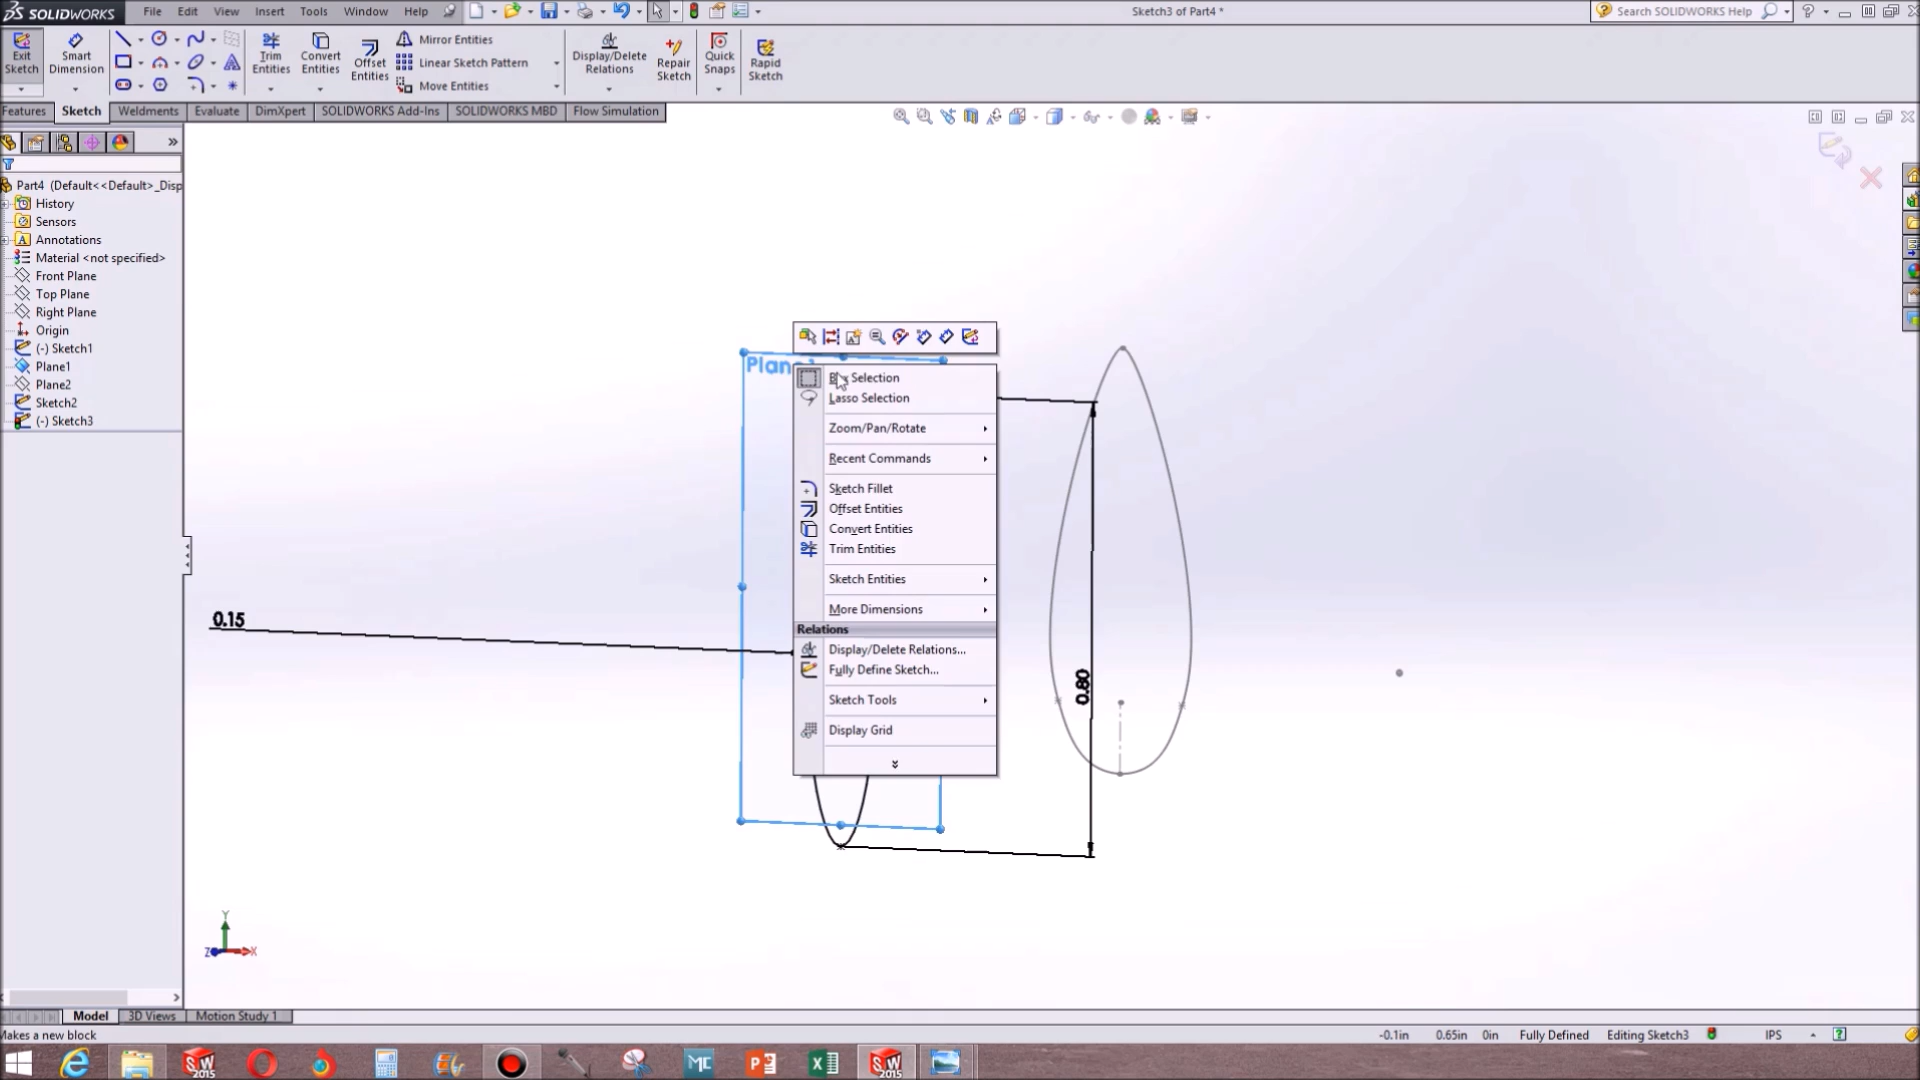 SOLIDWORKS File Edit View Insert Tools Window Help Sketch3 of Part4 * Search SOLIDWORKS Help
Exit Sketch
Smart Dimension
Trim Entities
Convert Entities
Offset Entities
Mirror Entities
Linear Sketch Pattern
Move Entities
Display/Delete Relations
Repair Sketch
Quick Snaps
Rapid Sketch
Features Sketch Weldments Evaluate DimXpert SOLIDWORKS Add-Ins SOLIDWORKS MBD Flow Simulation
Part4 (Default<<Default>_Disp
History
Sensors
Annotations
Material <not specified>
Front Plane
Top Plane
Right Plane
Origin
(-) Sketch1
Plane1
Plane2
Sketch2
(-) Sketch3
Plan
Selection
Lasso Selection
Zoom/Pan/Rotate
Recent Commands
Sketch Fillet
Offset Entities
Convert Entities
Trim Entities
Sketch Entities
More Dimensions
Relations
Display/Delete Relations...
Fully Define Sketch...
Sketch Tools
Display Grid
0.15
0.80
Y
Z X
Model 3D Views Motion Study 1
Makes a new block -0.1in 0.65in 0in Fully Defined Editing Sketch3 IPS
SW 2015 MC P X SW 2015